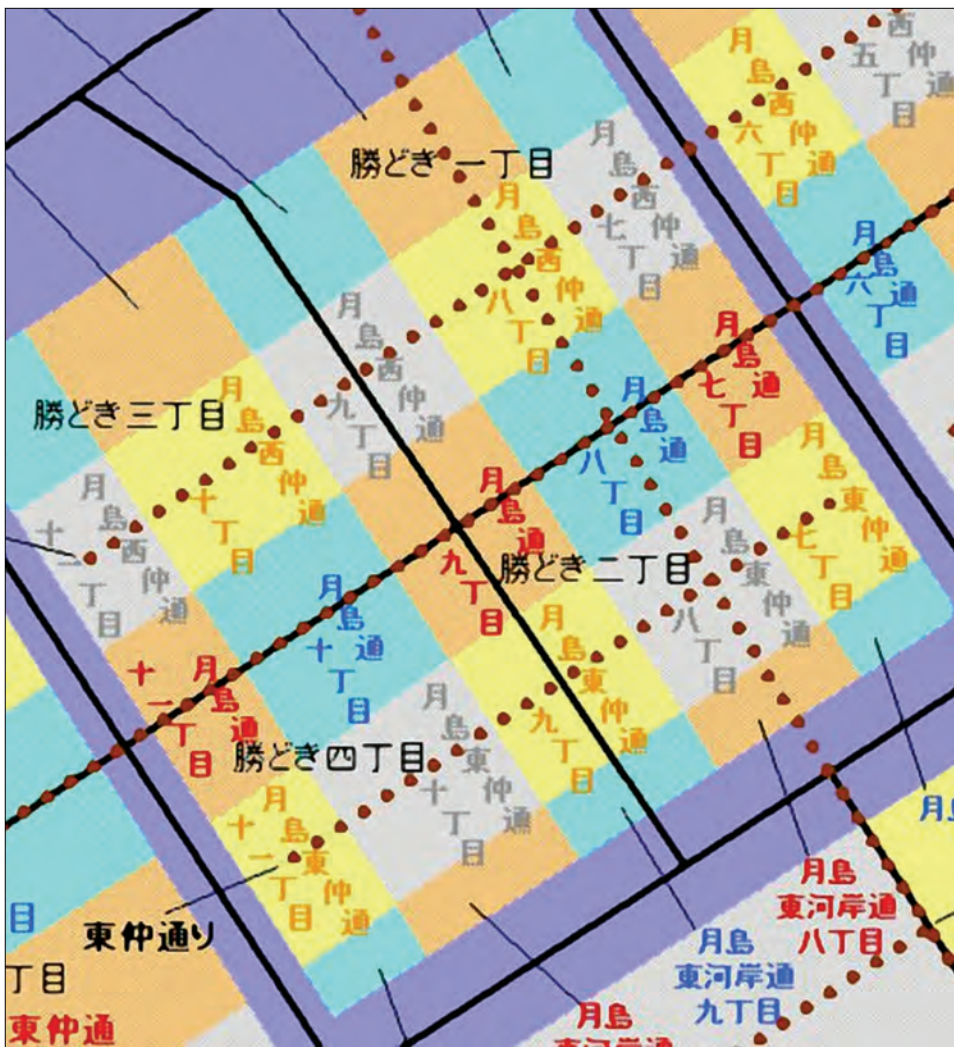 西仲通
五丁目
月島西仲通
六丁目
月島西仲通
七丁目
勝どき一丁目
月島西仲通
八丁目
月島通
六丁目
月島西仲通
九丁目
月島通
七丁目
勝どき三丁目
月島西仲通
十丁目
月島通
八丁目
月島東仲通
七丁目
月島西仲通
十一丁目
月島通
九丁目
勝どき二丁目
月島東仲通
八丁目
月島通
十丁目
月島東仲通
九丁目
月島通
十一丁目
勝どき四丁目
月島東仲通
十丁目
月島東仲通
十一丁目
東仲通り
月島
東河岸通
八丁目
月島
東河岸通
九丁目
月島
東河岸通
月島
目
丁目
東仲通